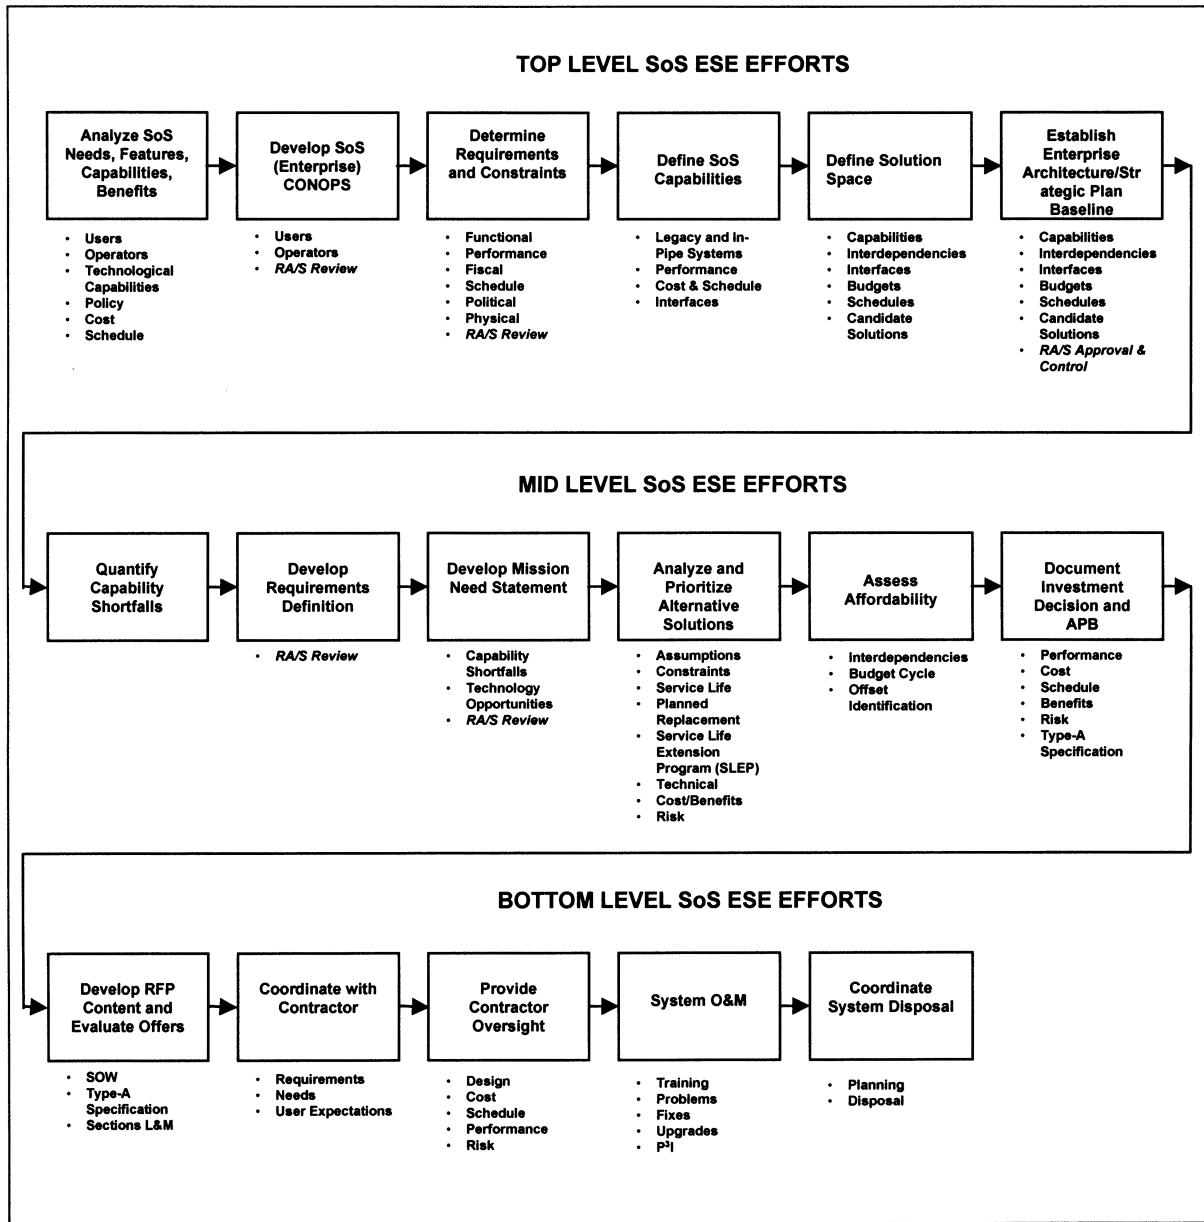 TOP LEVEL SoS ESE EFFORTS
Analyze SoS
Needs, Features,
Capabilities,
Benefits
• Users
• Operators
• Technological
Capabilities
• Policy
• Cost
• Schedule
Develop SoS
(Enterprise)
CONOPS
• Users
• Operators
• RA/S Review
Determine
Requirements
and Constraints
• Functional
• Performance
• Fiscal
• Schedule
• Political
• Physical
• RA/S Review
Define SoS
Capabilities
• Legacy and In-
Pipe Systems
• Performance
• Cost & Schedule
• Interfaces
Define Solution
Space
• Capabilities
• Interdependencies
• Interfaces
• Budgets
• Schedules
• Candidate
Solutions
Establish
Enterprise
Architecture/Str
ategic Plan
Baseline
• Capabilities
• Interdependencies
• Interfaces
• Budgets
• Schedules
• Candidate
Solutions
• RA/S Approval &
Control
MID LEVEL SoS ESE EFFORTS
Quantify
Capability
Shortfalls
Develop
Requirements
Definition
• RA/S Review
Develop Mission
Need Statement
• Capability
Shortfalls
• Technology
Opportunities
• RA/S Review
Analyze and
Prioritize
Alternative
Solutions
• Assumptions
• Constraints
• Service Life
• Planned
Replacement
• Service Life
Extension
Program (SLEP)
• Technical
• Cost/Benefits
• Risk
Assess
Affordability
• Interdependencies
• Budget Cycle
• Offset
Identification
Document
Investment
Decision and
APB
• Performance
• Cost
• Schedule
• Benefits
• Risk
• Type-A
Specification
BOTTOM LEVEL SoS ESE EFFORTS
Develop RFP
Content and
Evaluate Offers
• SOW
• Type-A
Specification
• Sections L&M
Coordinate with
Contractor
• Requirements
• Needs
• User Expectations
Provide
Contractor
Oversight
• Design
• Cost
• Schedule
• Performance
• Risk
System O&M
• Training
• Problems
• Fixes
• Upgrades
• P³I
Coordinate
System Disposal
• Planning
• Disposal